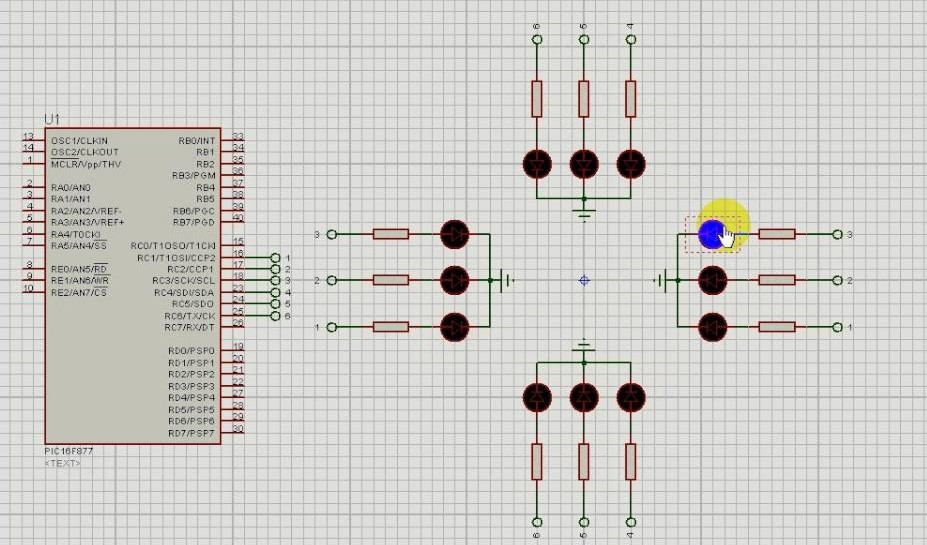 6 5 4
U1
13 OSC1/CLKIN RB0/INT 33
14 OSC2/CLKOUT RB1 34
1 MCLR/Vpp/THV RB2 35
RB3/PGM 36
2 RA0/AN0 RB4 37
3 RA1/AN1 RB5 38
4 RA2/AN2/VREF- RB6/PGC 39
5 RA3/AN3/VREF+ RB7/PGD 40
6 RA4/T0CKI
7 RA5/AN4/SS RC0/T1OSO/T1CKI 15
RC1/T1OSI/CCP2 16 1
8 RE0/AN5/RD RC2/CCP1 17 2
9 RE1/AN6/WR RC3/SCK/SCL 18 3
10 RE2/AN7/CS RC4/SDI/SDA 23 4
RC5/SDO 24 5
RC6/TX/CK 25 6
RC7/RX/DT 26
RD0/PSP0 19
RD1/PSP1 20
RD2/PSP2 21
RD3/PSP3 22
RD4/PSP4 27
RD5/PSP5 28
RD6/PSP6 29
RD7/PSP7 30
PIC16F877
<TEXT>
3
2
1
3
2
1
6 5 4